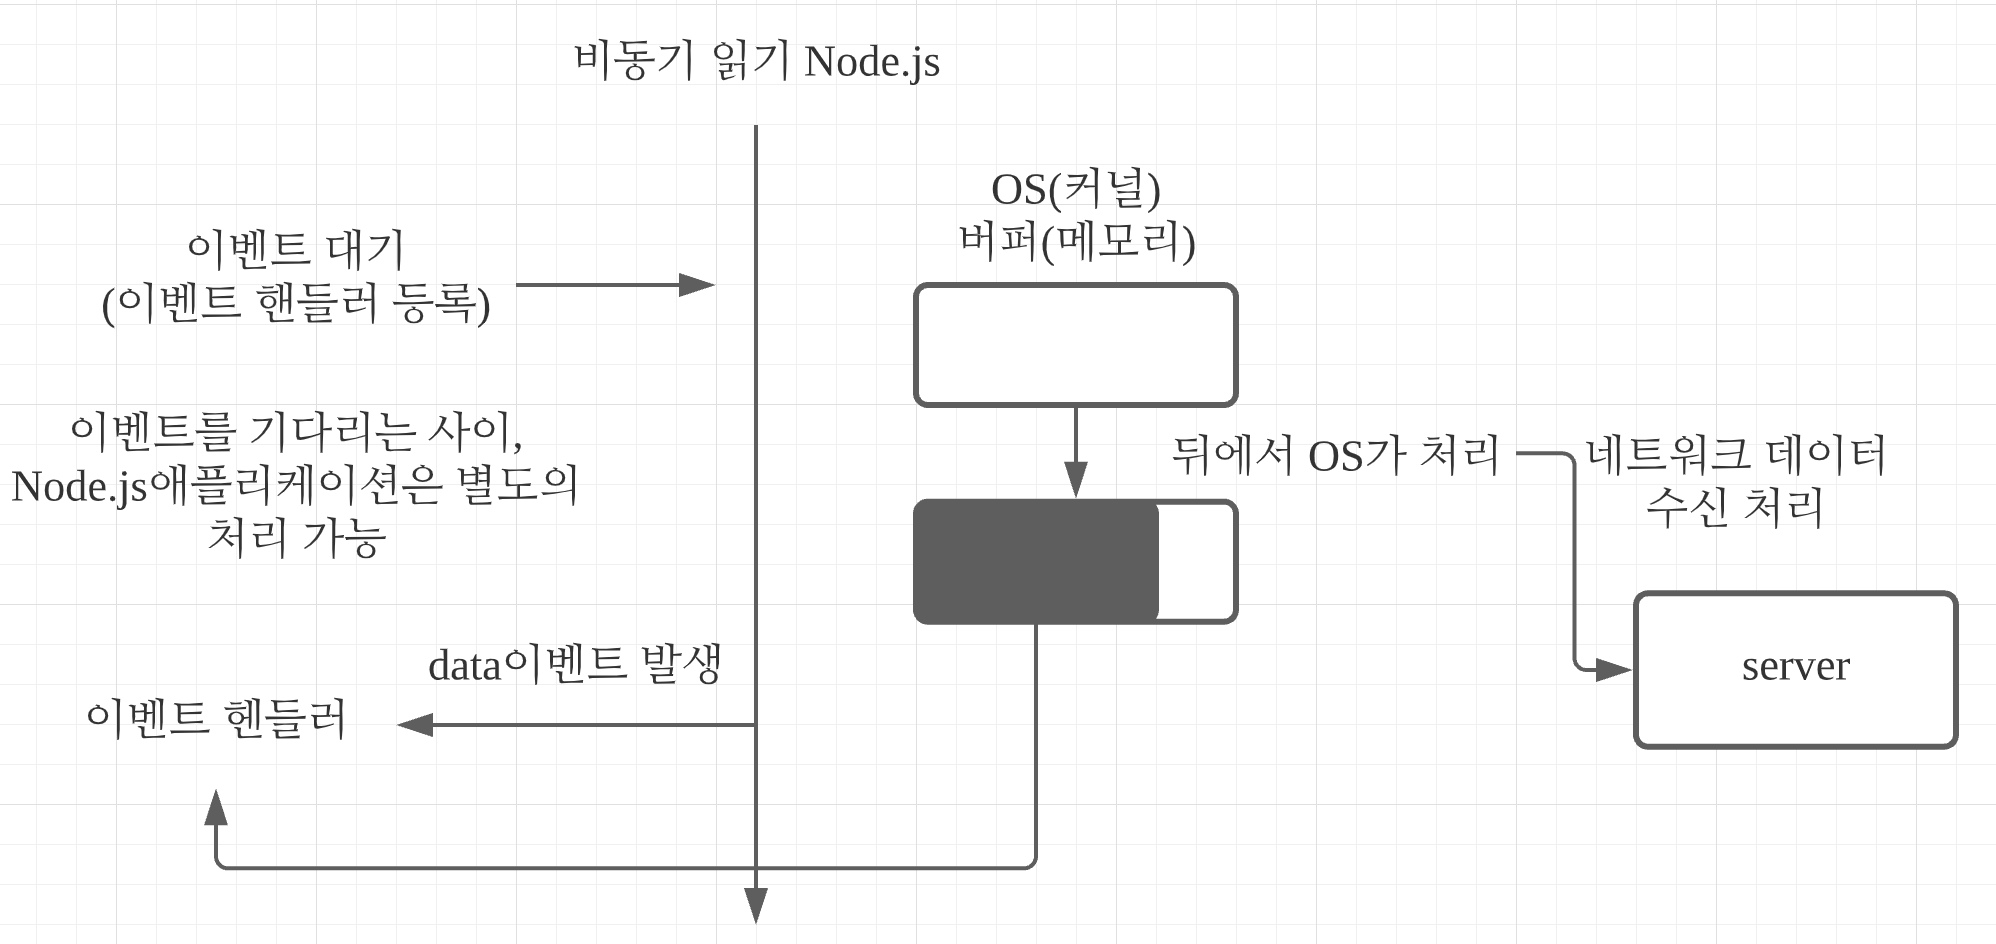 비동기 읽기 Node.js
OS(커널)
버퍼(메모리)
이벤트 대기
(이벤트 핸들러 등록)
이벤트를 기다리는 사이,
Node.js애플리케이션은 별도의
처리 가능
뒤에서 OS가 처리
네트워크 데이터
수신 처리
server
data이벤트 발생
이벤트 헨들러